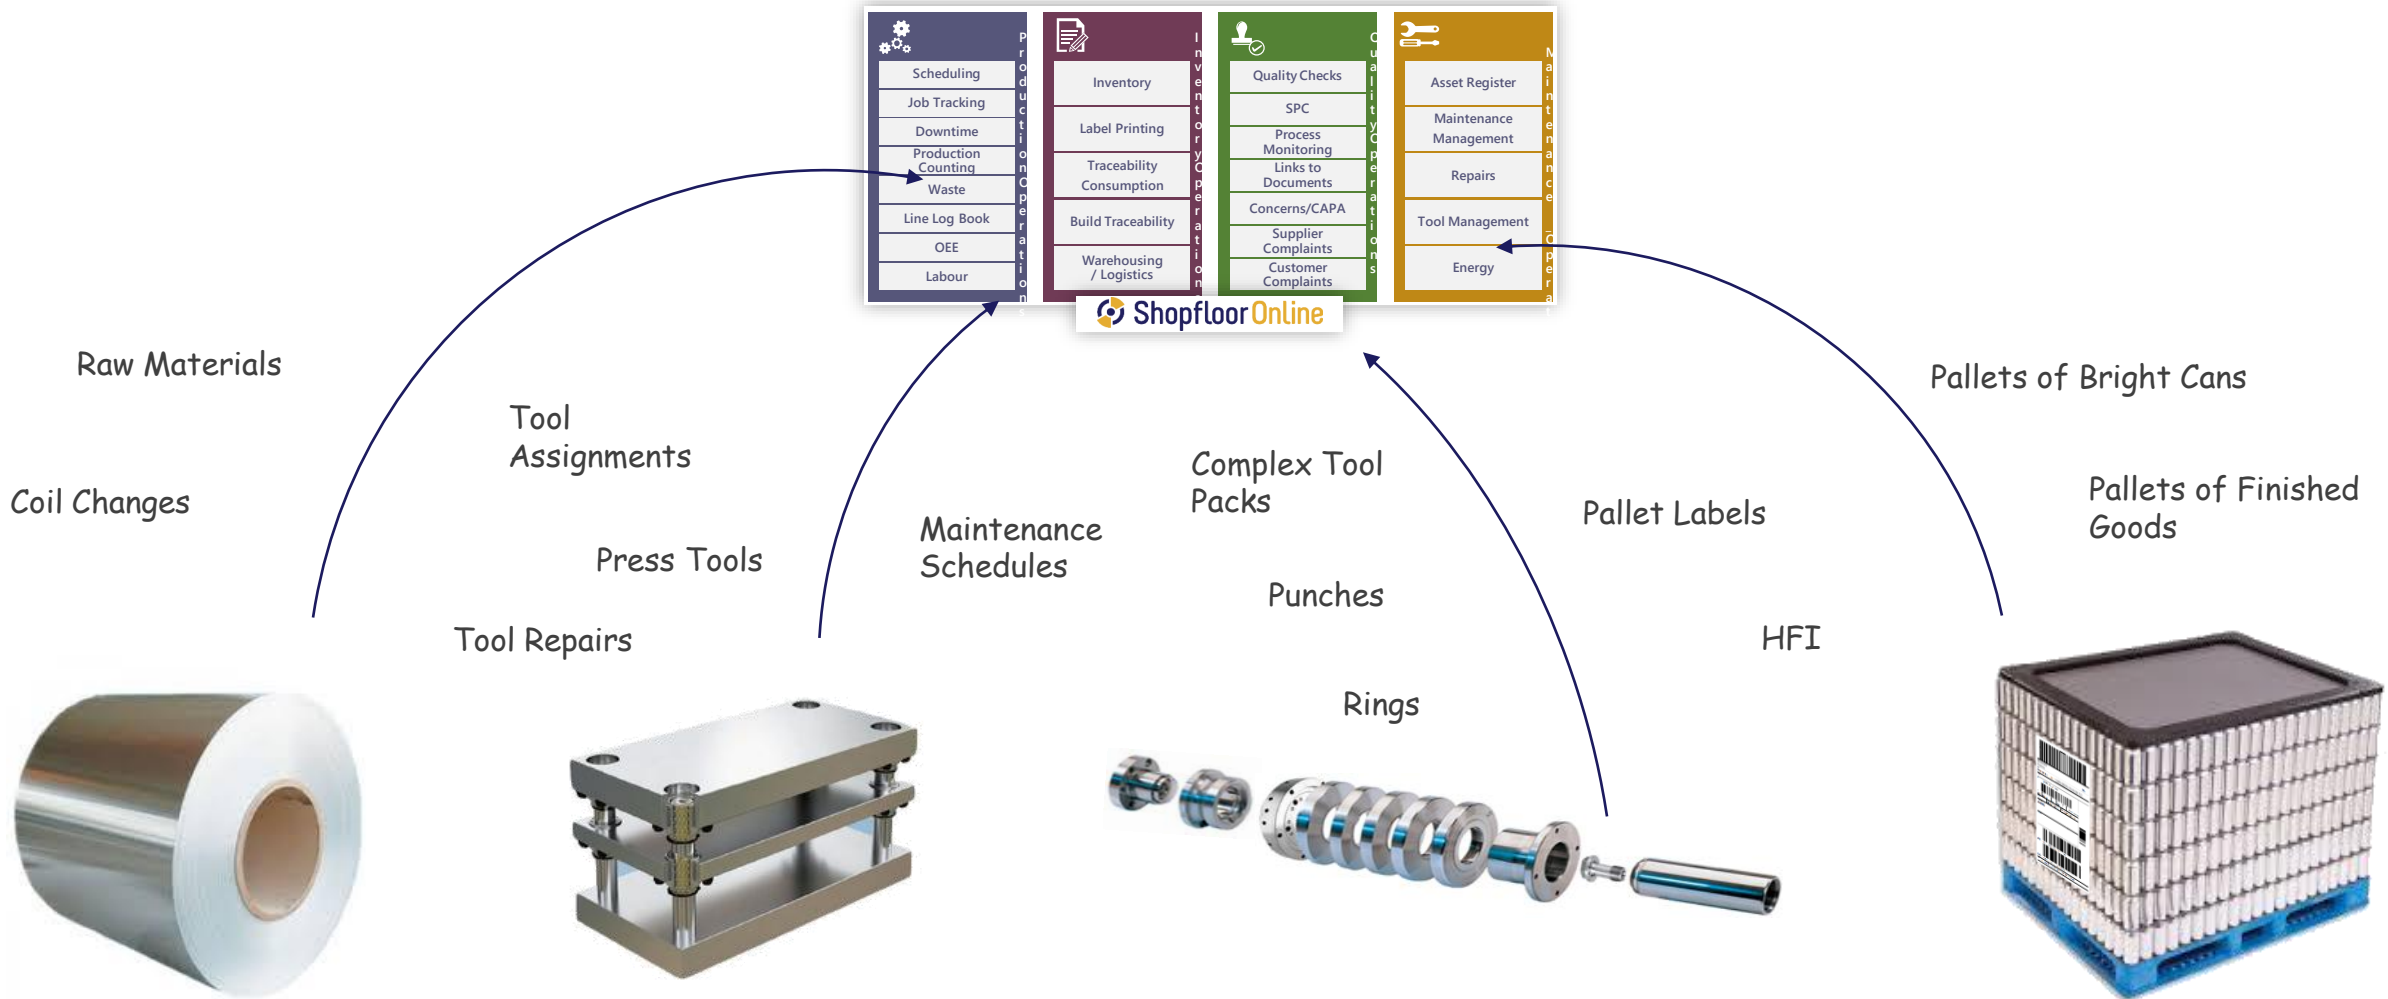 Production Operations
Scheduling
Job Tracking
Downtime
Production
Counting
Waste
Line Log Book
OEE
Labour
Inventory Operations
Inventory
Label Printing
Traceability
Consumption
Build Traceability
Warehousing
/ Logistics
Quality Operations
Quality Checks
SPC
Process
Monitoring
Links to
Documents
Concerns/CAPA
Supplier
Complaints
Customer
Complaints
Maintenance _Operat
Asset Register
Maintenance
Management
Repairs
Tool Management
Energy
ShopfloorOnline
Raw Materials
Coil Changes
Tool
Assignments
Press Tools
Tool Repairs
Maintenance
Schedules
Complex Tool
Packs
Punches
Rings
Pallet Labels
HFI
Pallets of Bright Cans
Pallets of Finished
Goods